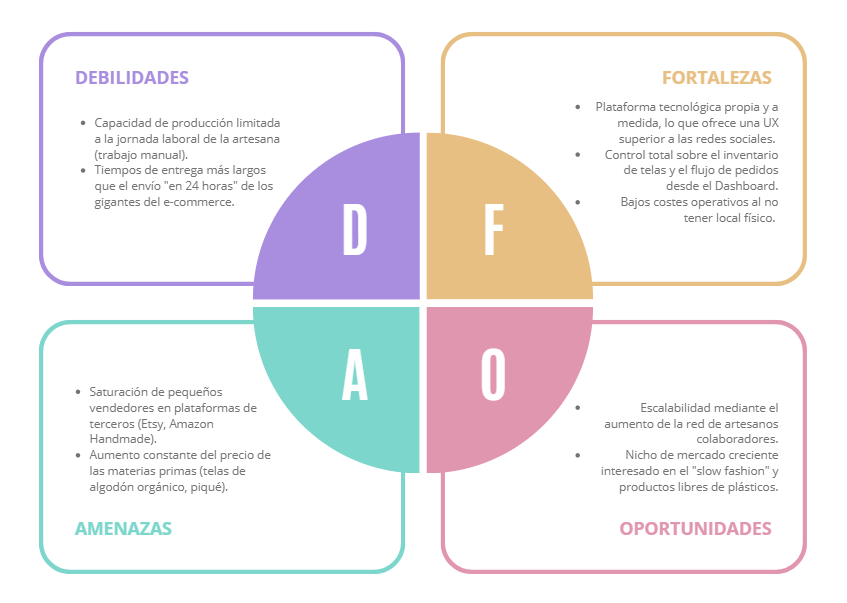 DEBILIDADES
• Capacidad de producción limitada
a la jornada laboral de la artesana
(trabajo manual).
• Tiempos de entrega más largos
que el envío "en 24 horas" de los
gigantes del e-commerce.
FORTALEZAS
• Plataforma tecnológica propia y a
medida, lo que ofrece una UX
superior a las redes sociales.
• Control total sobre el inventario
de telas y el flujo de pedidos
desde el Dashboard.
• Bajos costes operativos al no
tener local físico.
D
F
A
O
• Saturación de pequeños
vendedores en plataformas de
terceros (Etsy, Amazon
Handmade).
• Aumento constante del precio de
las materias primas (telas de
algodón orgánico, piqué).
AMENAZAS
• Escalabilidad mediante el
aumento de la red de artesanos
colaboradores.
• Nicho de mercado creciente
interesado en el "slow fashion" y
productos libres de plásticos.
OPORTUNIDADES